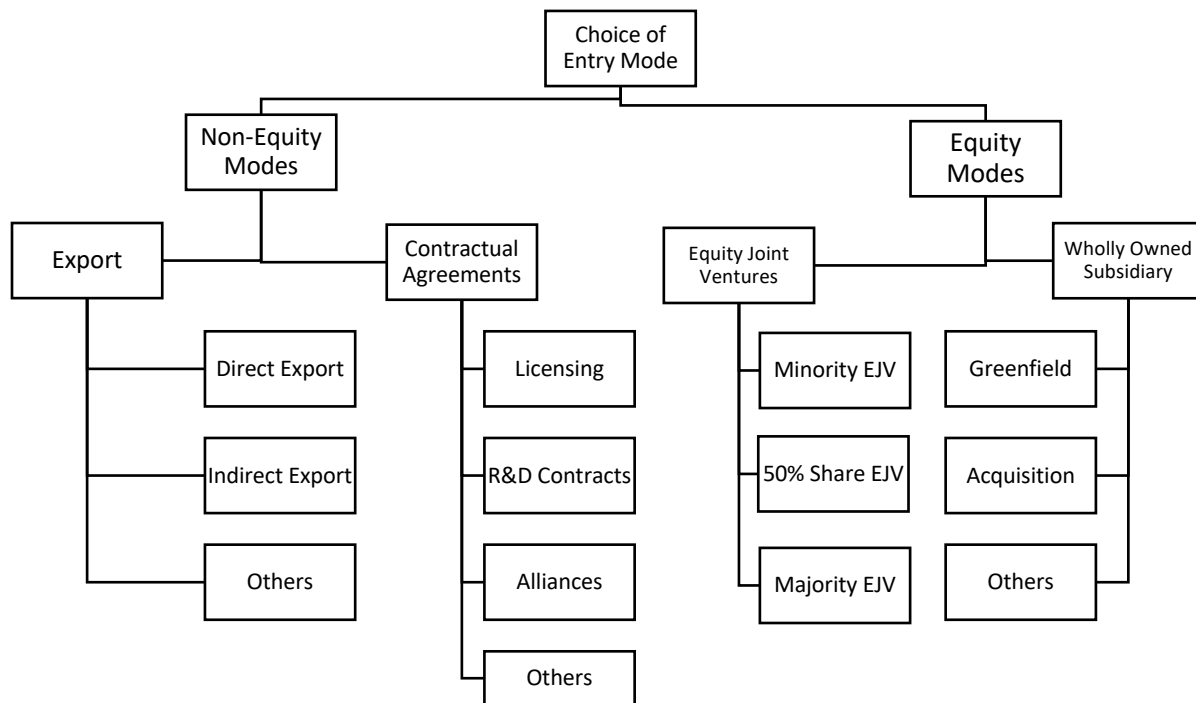 Choice of
Entry Mode
Non-Equity
Modes
Equity
Modes
Export
Contractual
Agreements
Equity Joint
Ventures
Wholly Owned
Subsidiary
Direct Export
Licensing
Minority EJV
Greenfield
Indirect Export
R&D Contracts
50% Share EJV
Acquisition
Others
Alliances
Majority EJV
Others
Others